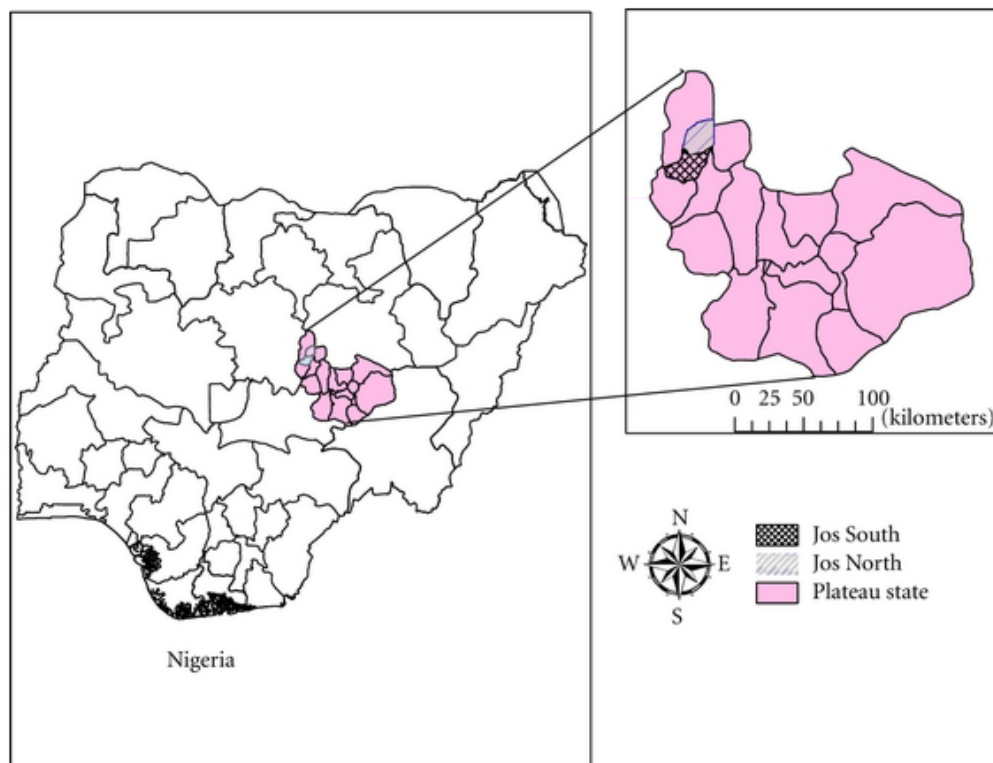 0 25 50 100
(kilometers)
N
W E
S
Jos South
Jos North
Plateau state
Nigeria